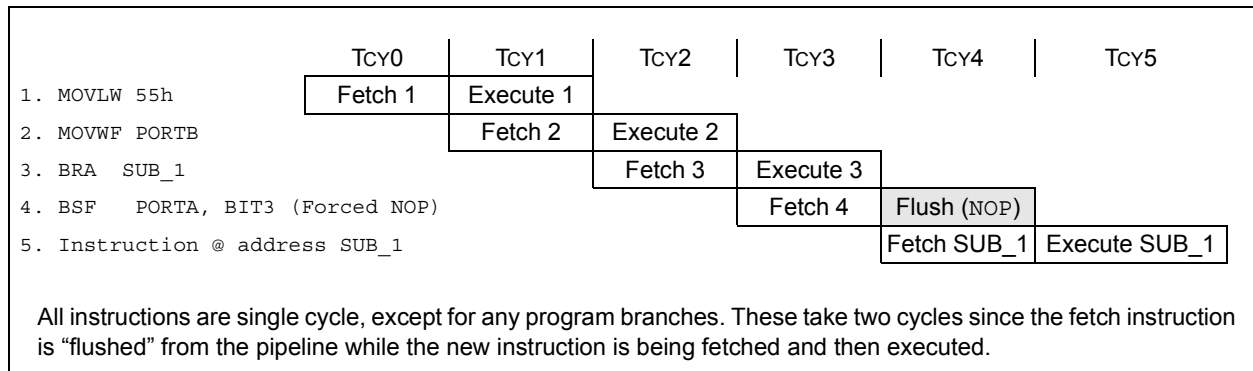 TCY0 TCY1 TCY2 TCY3 TCY4 TCY5
1. MOVLW 55h Fetch 1 Execute 1
2. MOVWF PORTB Fetch 2 Execute 2
3. BRA SUB_1 Fetch 3 Execute 3
4. BSF PORTA, BIT3 (Forced NOP) Fetch 4 Flush (NOP)
5. Instruction @ address SUB_1 Fetch SUB_1 Execute SUB_1
All instructions are single cycle, except for any program branches. These take two cycles since the fetch instruction
is “flushed” from the pipeline while the new instruction is being fetched and then executed.